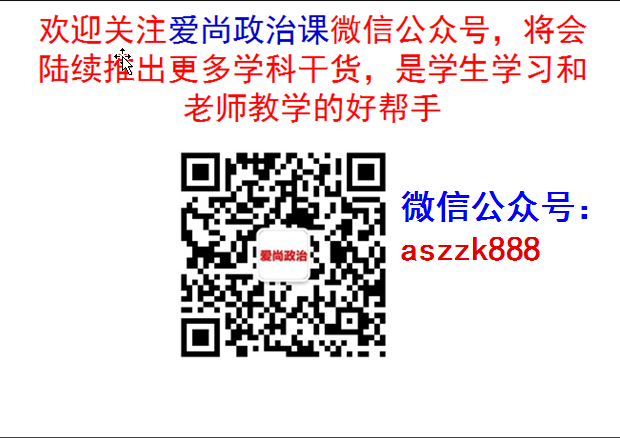 欢迎关注爱尚政治课微信公众号，将会
陆续推出更多学科干货，是学生学习和
老师教学的好帮手
微信公众号：
aszzk888
爱尚政治